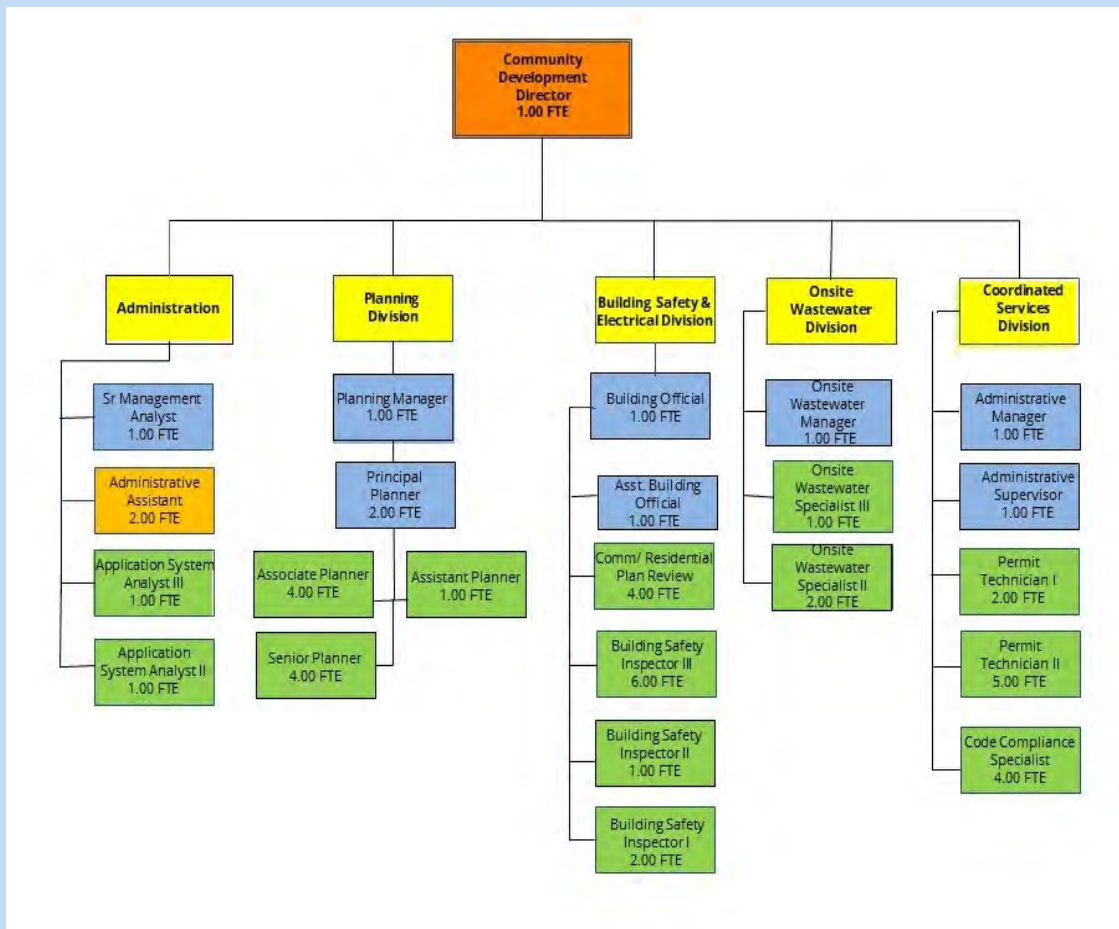 Community
Development
Director
1.00 FTE
Administration
Sr Management
Analyst
1.00 FTE
Administrative
Assistant
2.00 FTE
Application System
Analyst III
1.00 FTE
Application
System Analyst II
1.00 FTE
Planning
Division
Planning Manager
1.00 FTE
Principal
Planner
2.00 FTE
Associate Planner
4.00 FTE
Assistant Planner
1.00 FTE
Senior Planner
4.00 FTE
Building Safety &
Electrical Division
Building Official
1.00 FTE
Asst. Building
Official
1.00 FTE
Comm/ Residential
Plan Review
4.00 FTE
Building Safety
Inspector III
6.00 FTE
Building Safety
Inspector II
1.00 FTE
Building Safety
Inspector I
2.00 FTE
Onsite
Wastewater
Division
Onsite
Wastewater
Manager
1.00 FTE
Onsite
Wastewater
Specialist III
1.00 FTE
Onsite
Wastewater
Specialist II
2.00 FTE
Coordinated
Services
Division
Administrative
Manager
1.00 FTE
Administrative
Supervisor
1.00 FTE
Permit
Technician I
2.00 FTE
Permit
Technician II
5.00 FTE
Code Compliance
Specialist
4.00 FTE